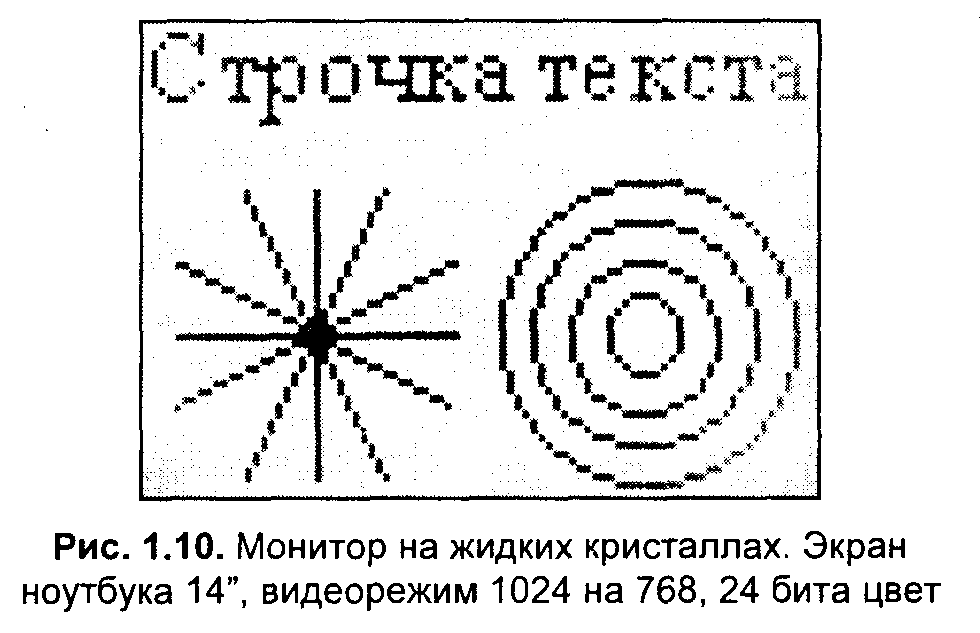 Строчка текста
Рис. 1.10. Монитор на жидких кристаллах. Экран
ноутбука 14”, видеорежим 1024 на 768, 24 бита цвет